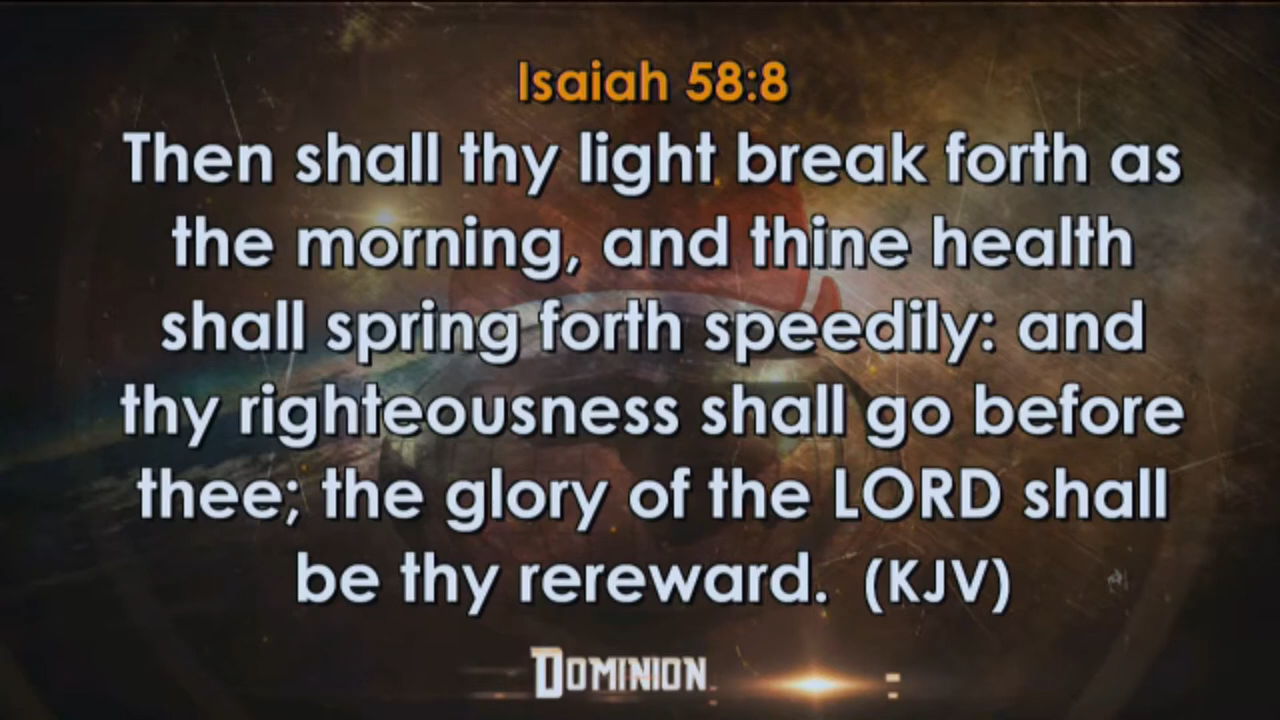 Isaiah 58:8
Then shall thy light break forth as
the morning, and thine health
shall spring forth speedily: and
thy righteousness shall go before
thee; the glory of the LORD shall
be thy rereward. (KJV)
DOMINION